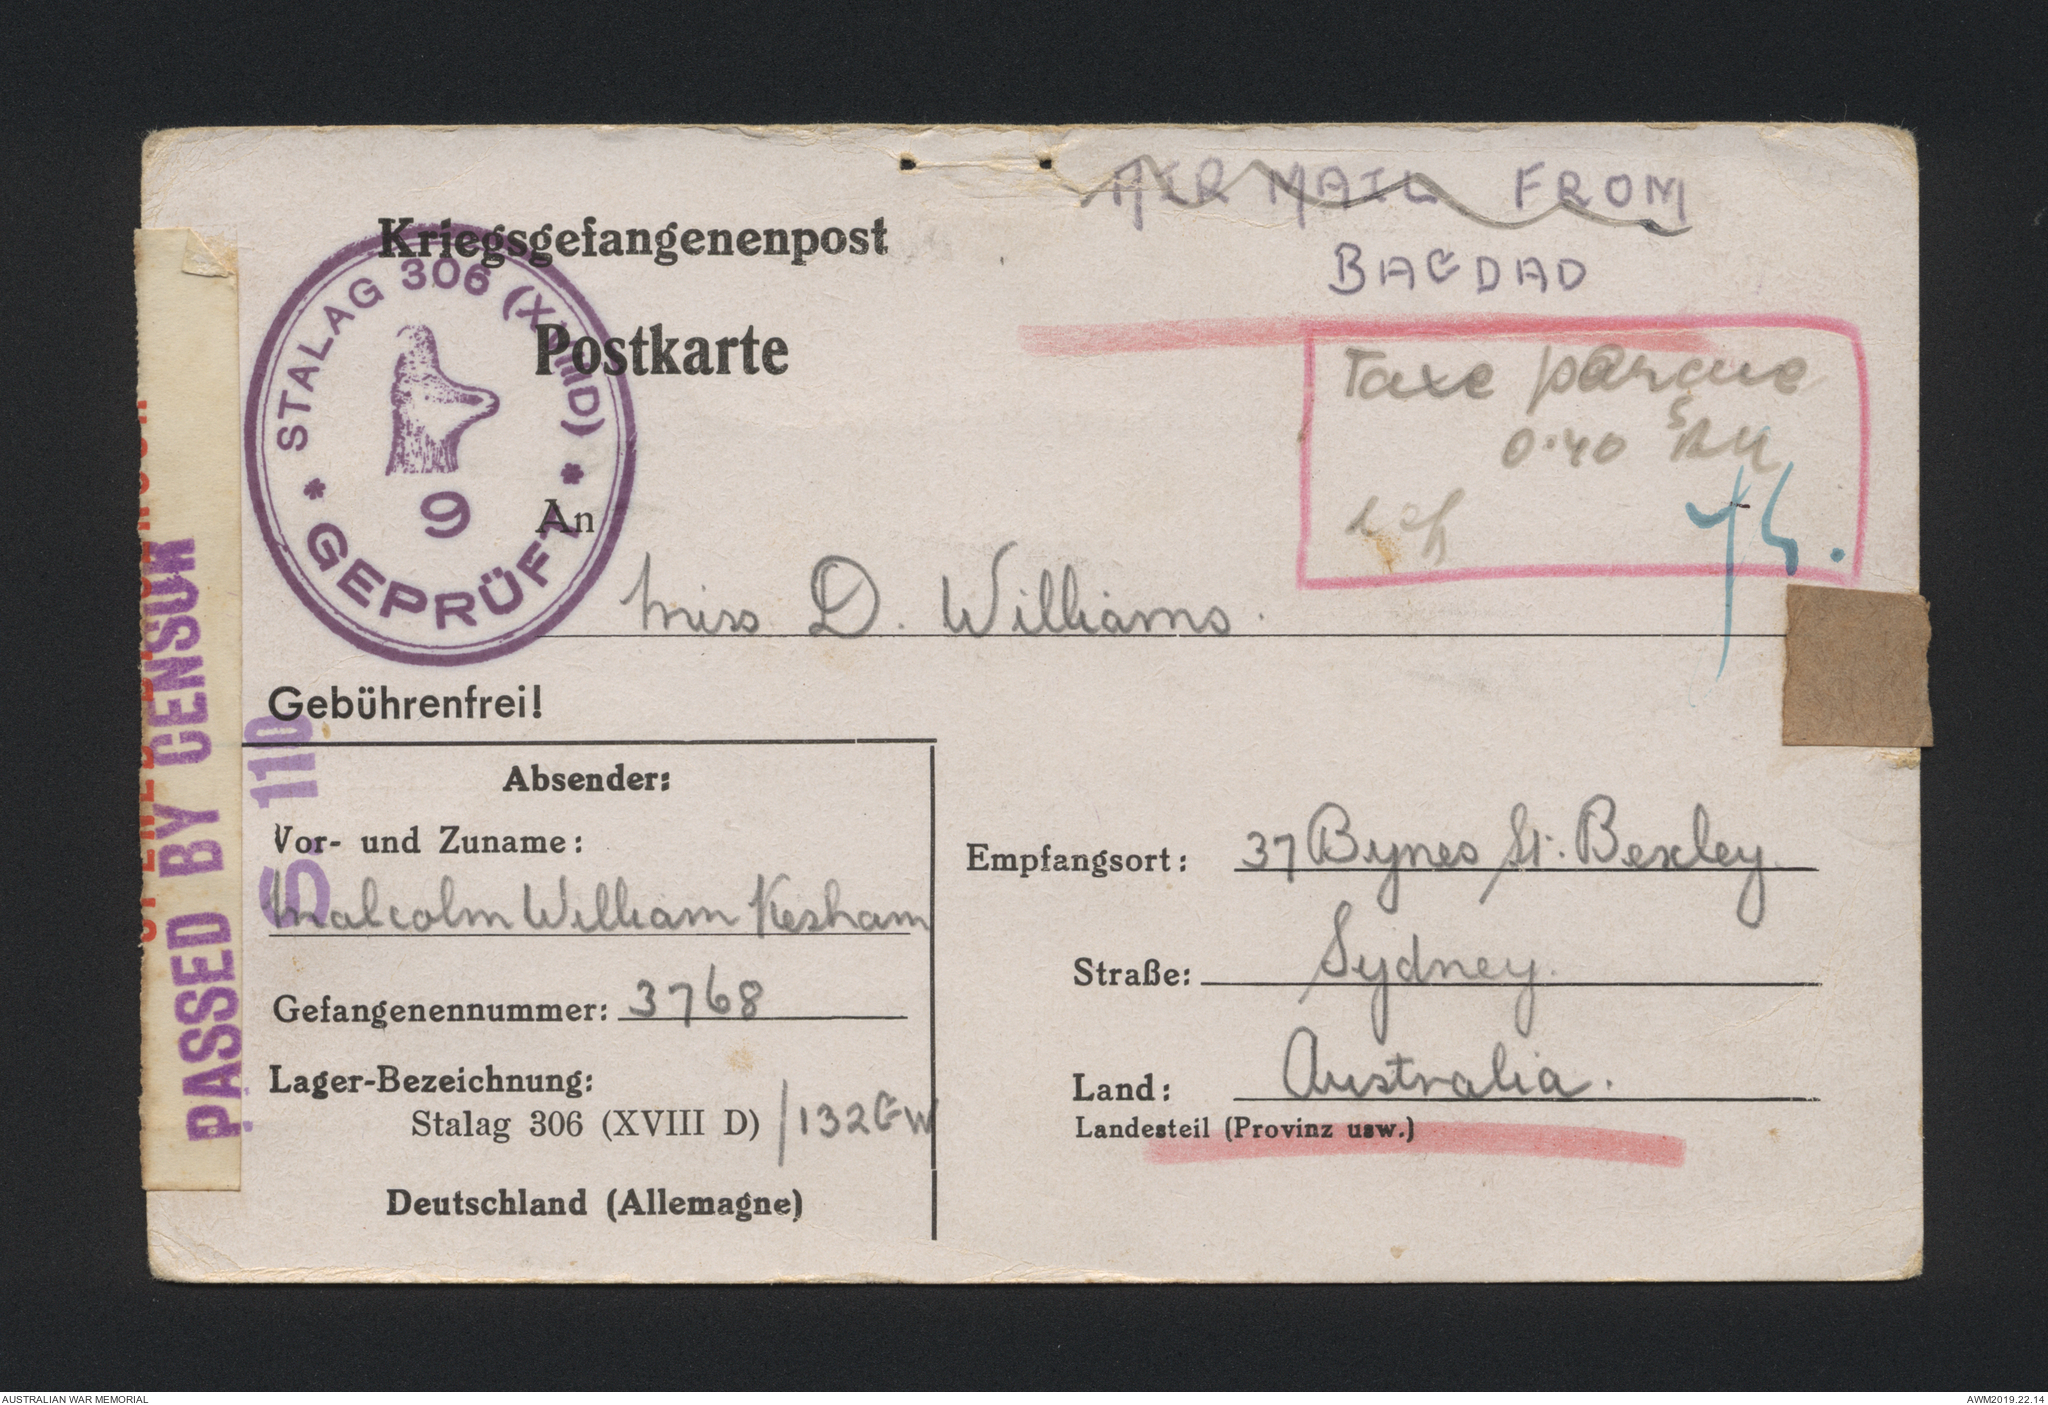 AIR MAIL FROM
BAGDAD
Kriegsgefangenenpost
Postkarte
STALAG 306 (XVIIID)
9
* GEPRÜFT *
Taxe perçue
0.40
An
Miss D. Williams.
Gebührenfrei!
PASSED BY CENSOR
S. 110
Absender:
Vor- und Zuname:
Malcolm William Kesham
Gefangenennummer: 3768
Lager-Bezeichnung:
Stalag 306 (XVIII D) /132GW
Deutschland (Allemagne)
Empfangsort: 37 Bynes St. Bexley
Straße: Sydney.
Land: Australia.
Landesteil (Provinz usw.)
AUSTRALIAN WAR MEMORIAL
AWM2019.22.14